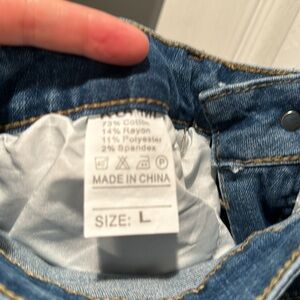 73% Cotton
14% Rayon
11% Polyester
2% Spandex
MADE IN CHINA
SIZE: L